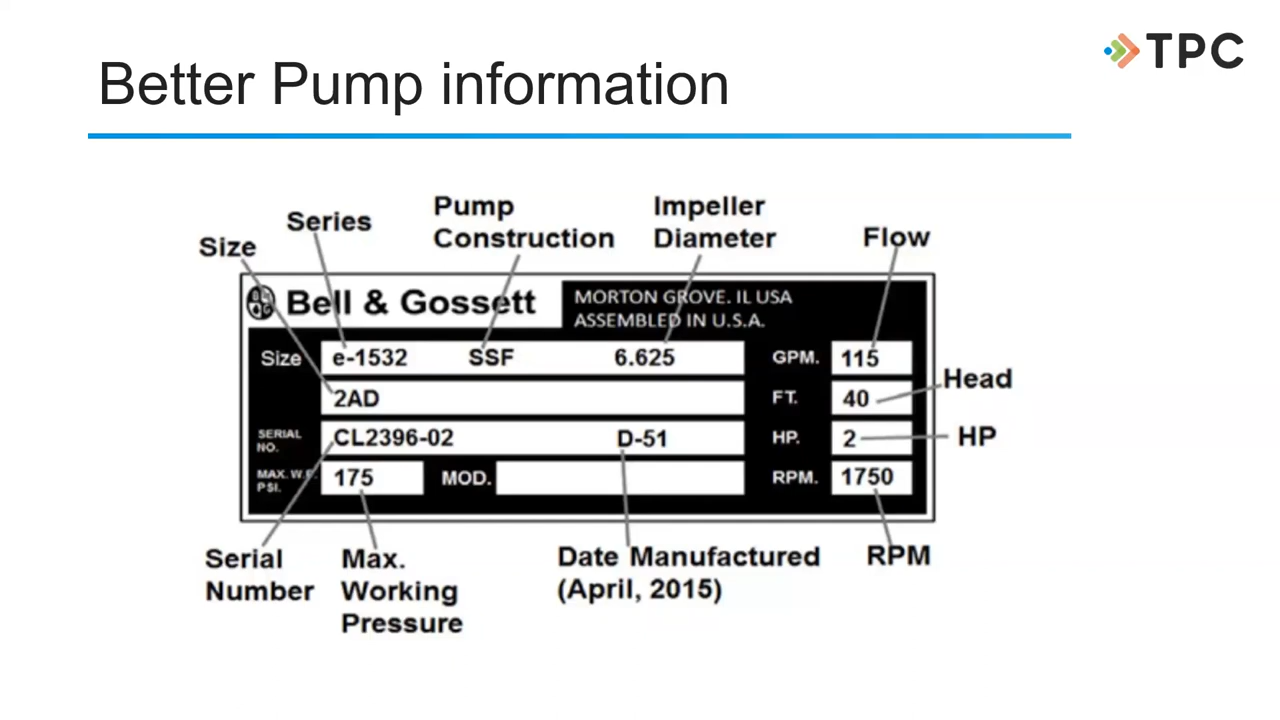 TPC
Better Pump information
Pump
Construction
Impeller
Diameter
Series
Size
Flow
Bell & Gossett
MORTON GROVE. IL USA
ASSEMBLED IN U.S.A.
Size
e-1532 SSF 6.625
GPM. 115
2AD
FT. 40
Head
SERIAL
NO.
CL2396-02 D-51
HP. 2
HP
MAX. W.P.
PSI.
175
MOD.
RPM. 1750
Serial
Number
Max.
Working
Pressure
Date Manufactured
(April, 2015)
RPM